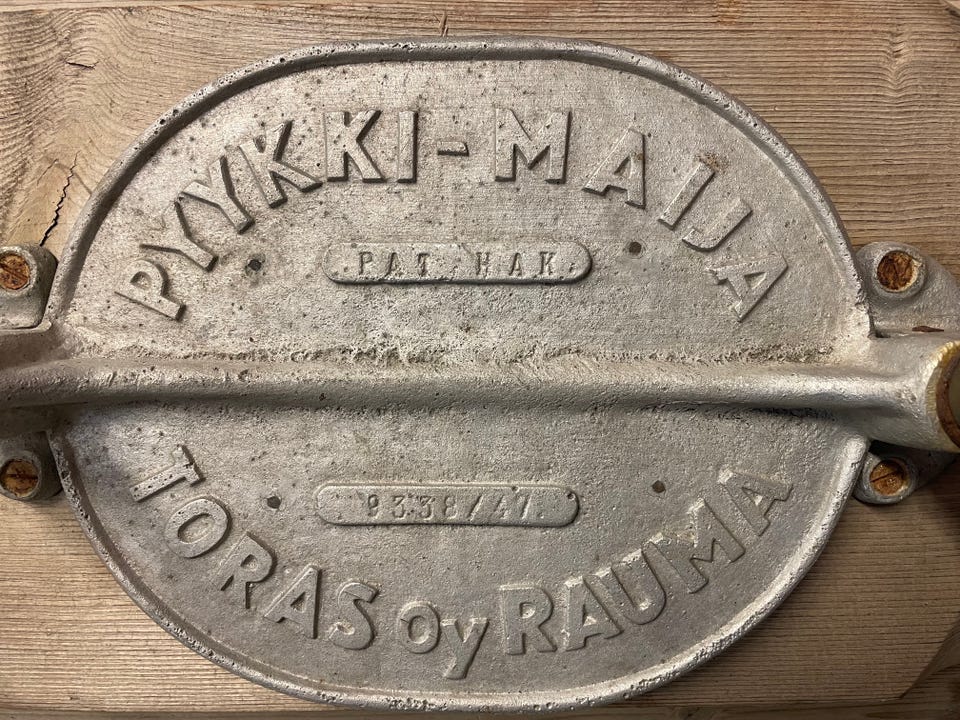 PYYKKI-MAIJA
PAT. HAK.
9338/47.
TORAS Oy RAUMA